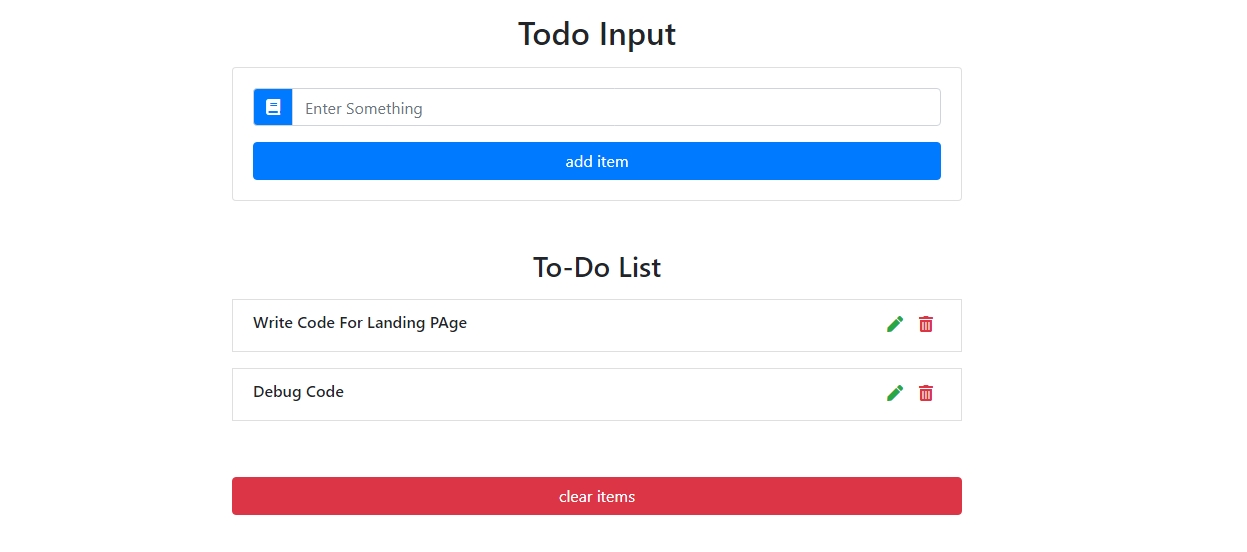 Todo Input
Enter Something
add item
To-Do List
Write Code For Landing PAge
Debug Code
clear items